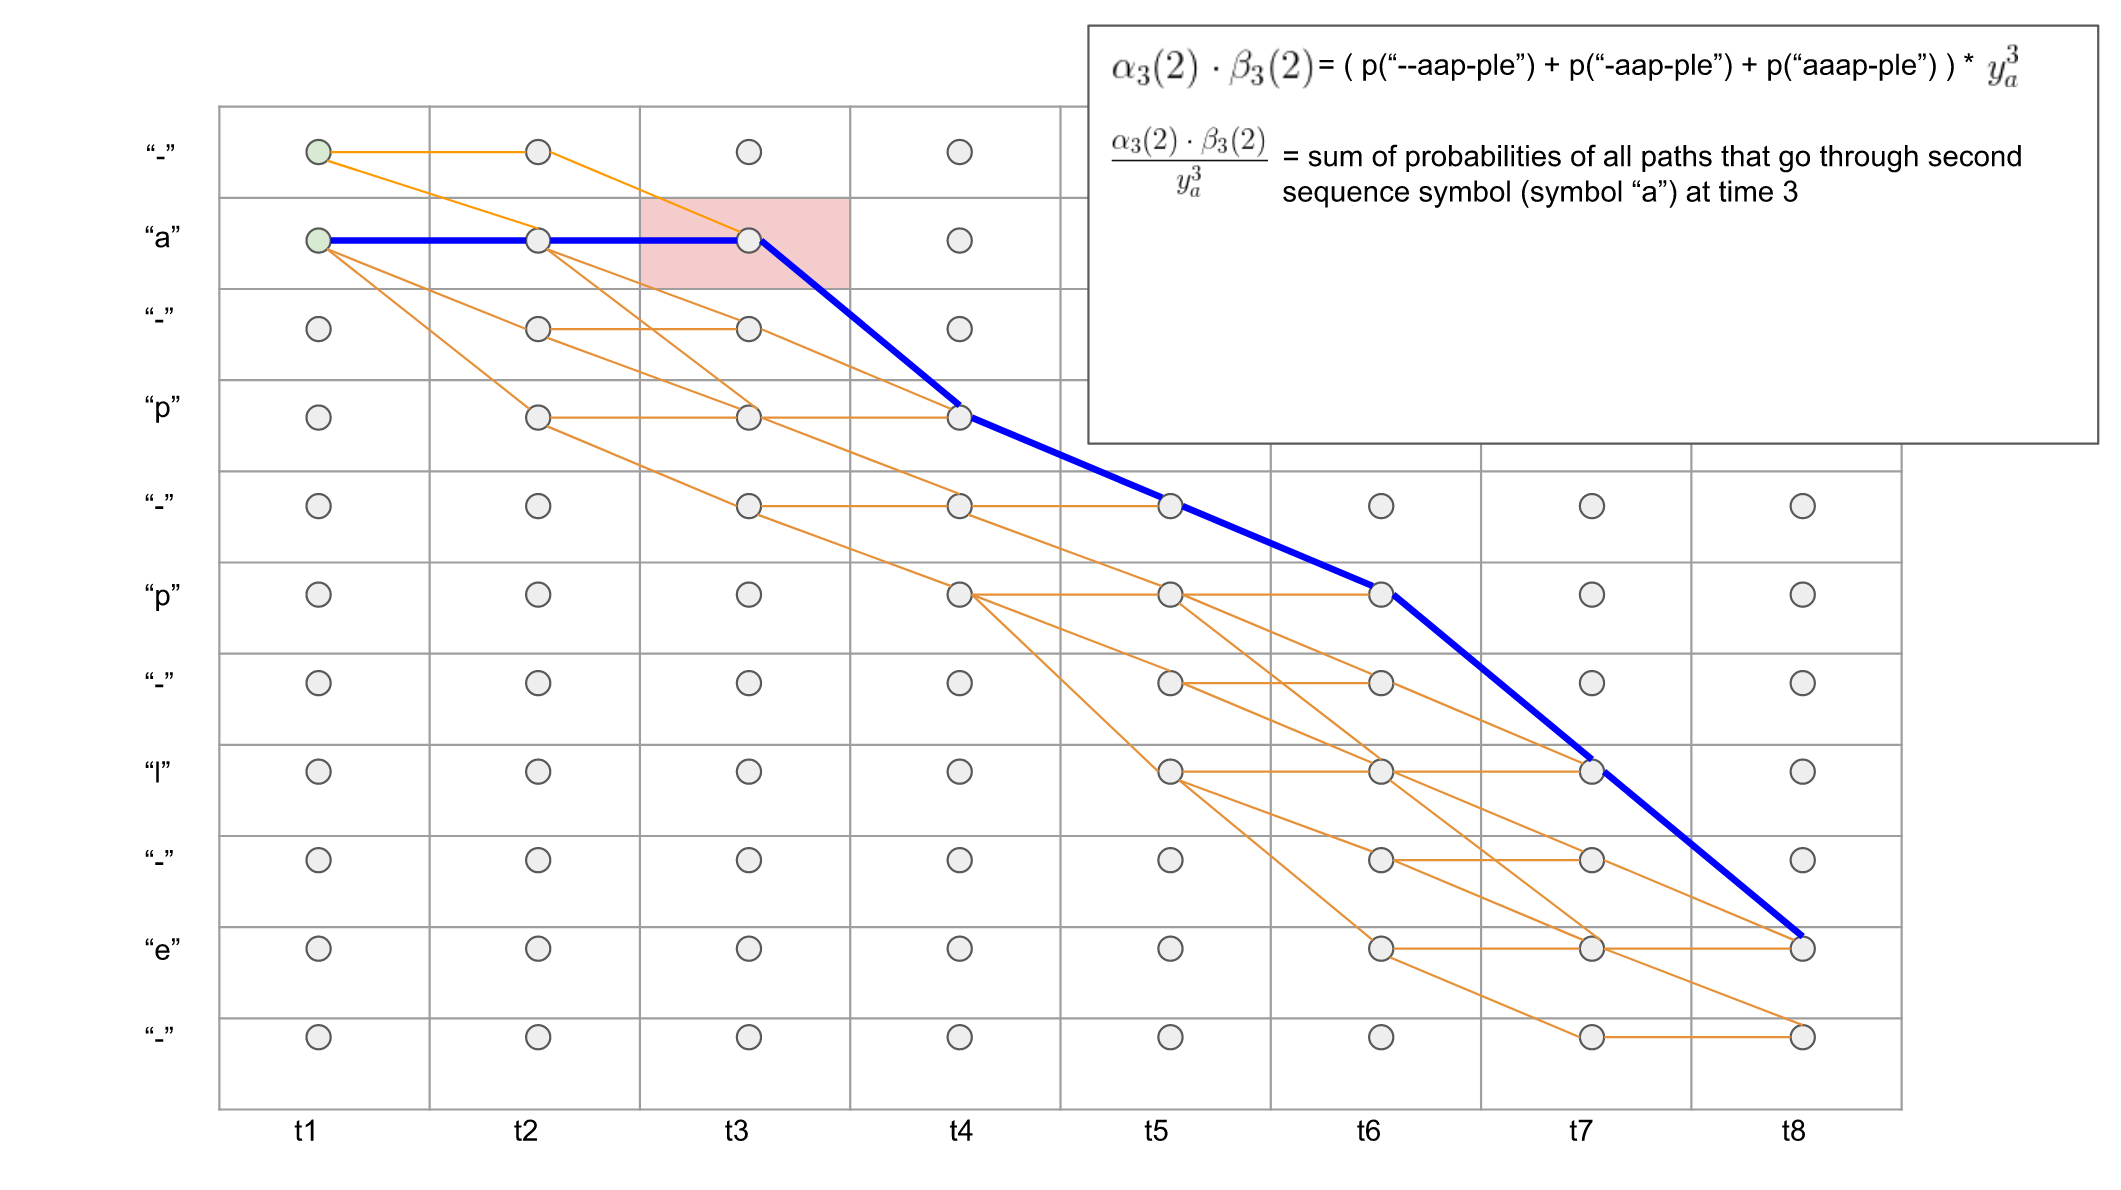 α₃(2) · β₃(2) = ( p(“--aap-ple”) + p(“-aap-ple”) + p(“aaap-ple”) ) * y³ₐ
α₃(2) · β₃(2)
y³ₐ
= sum of probabilities of all paths that go through second
sequence symbol (symbol “a”) at time 3
“-”
“a”
“-”
“p”
“-”
“p”
“-”
“l”
“-”
“e”
“-”
t1 t2 t3 t4 t5 t6 t7 t8